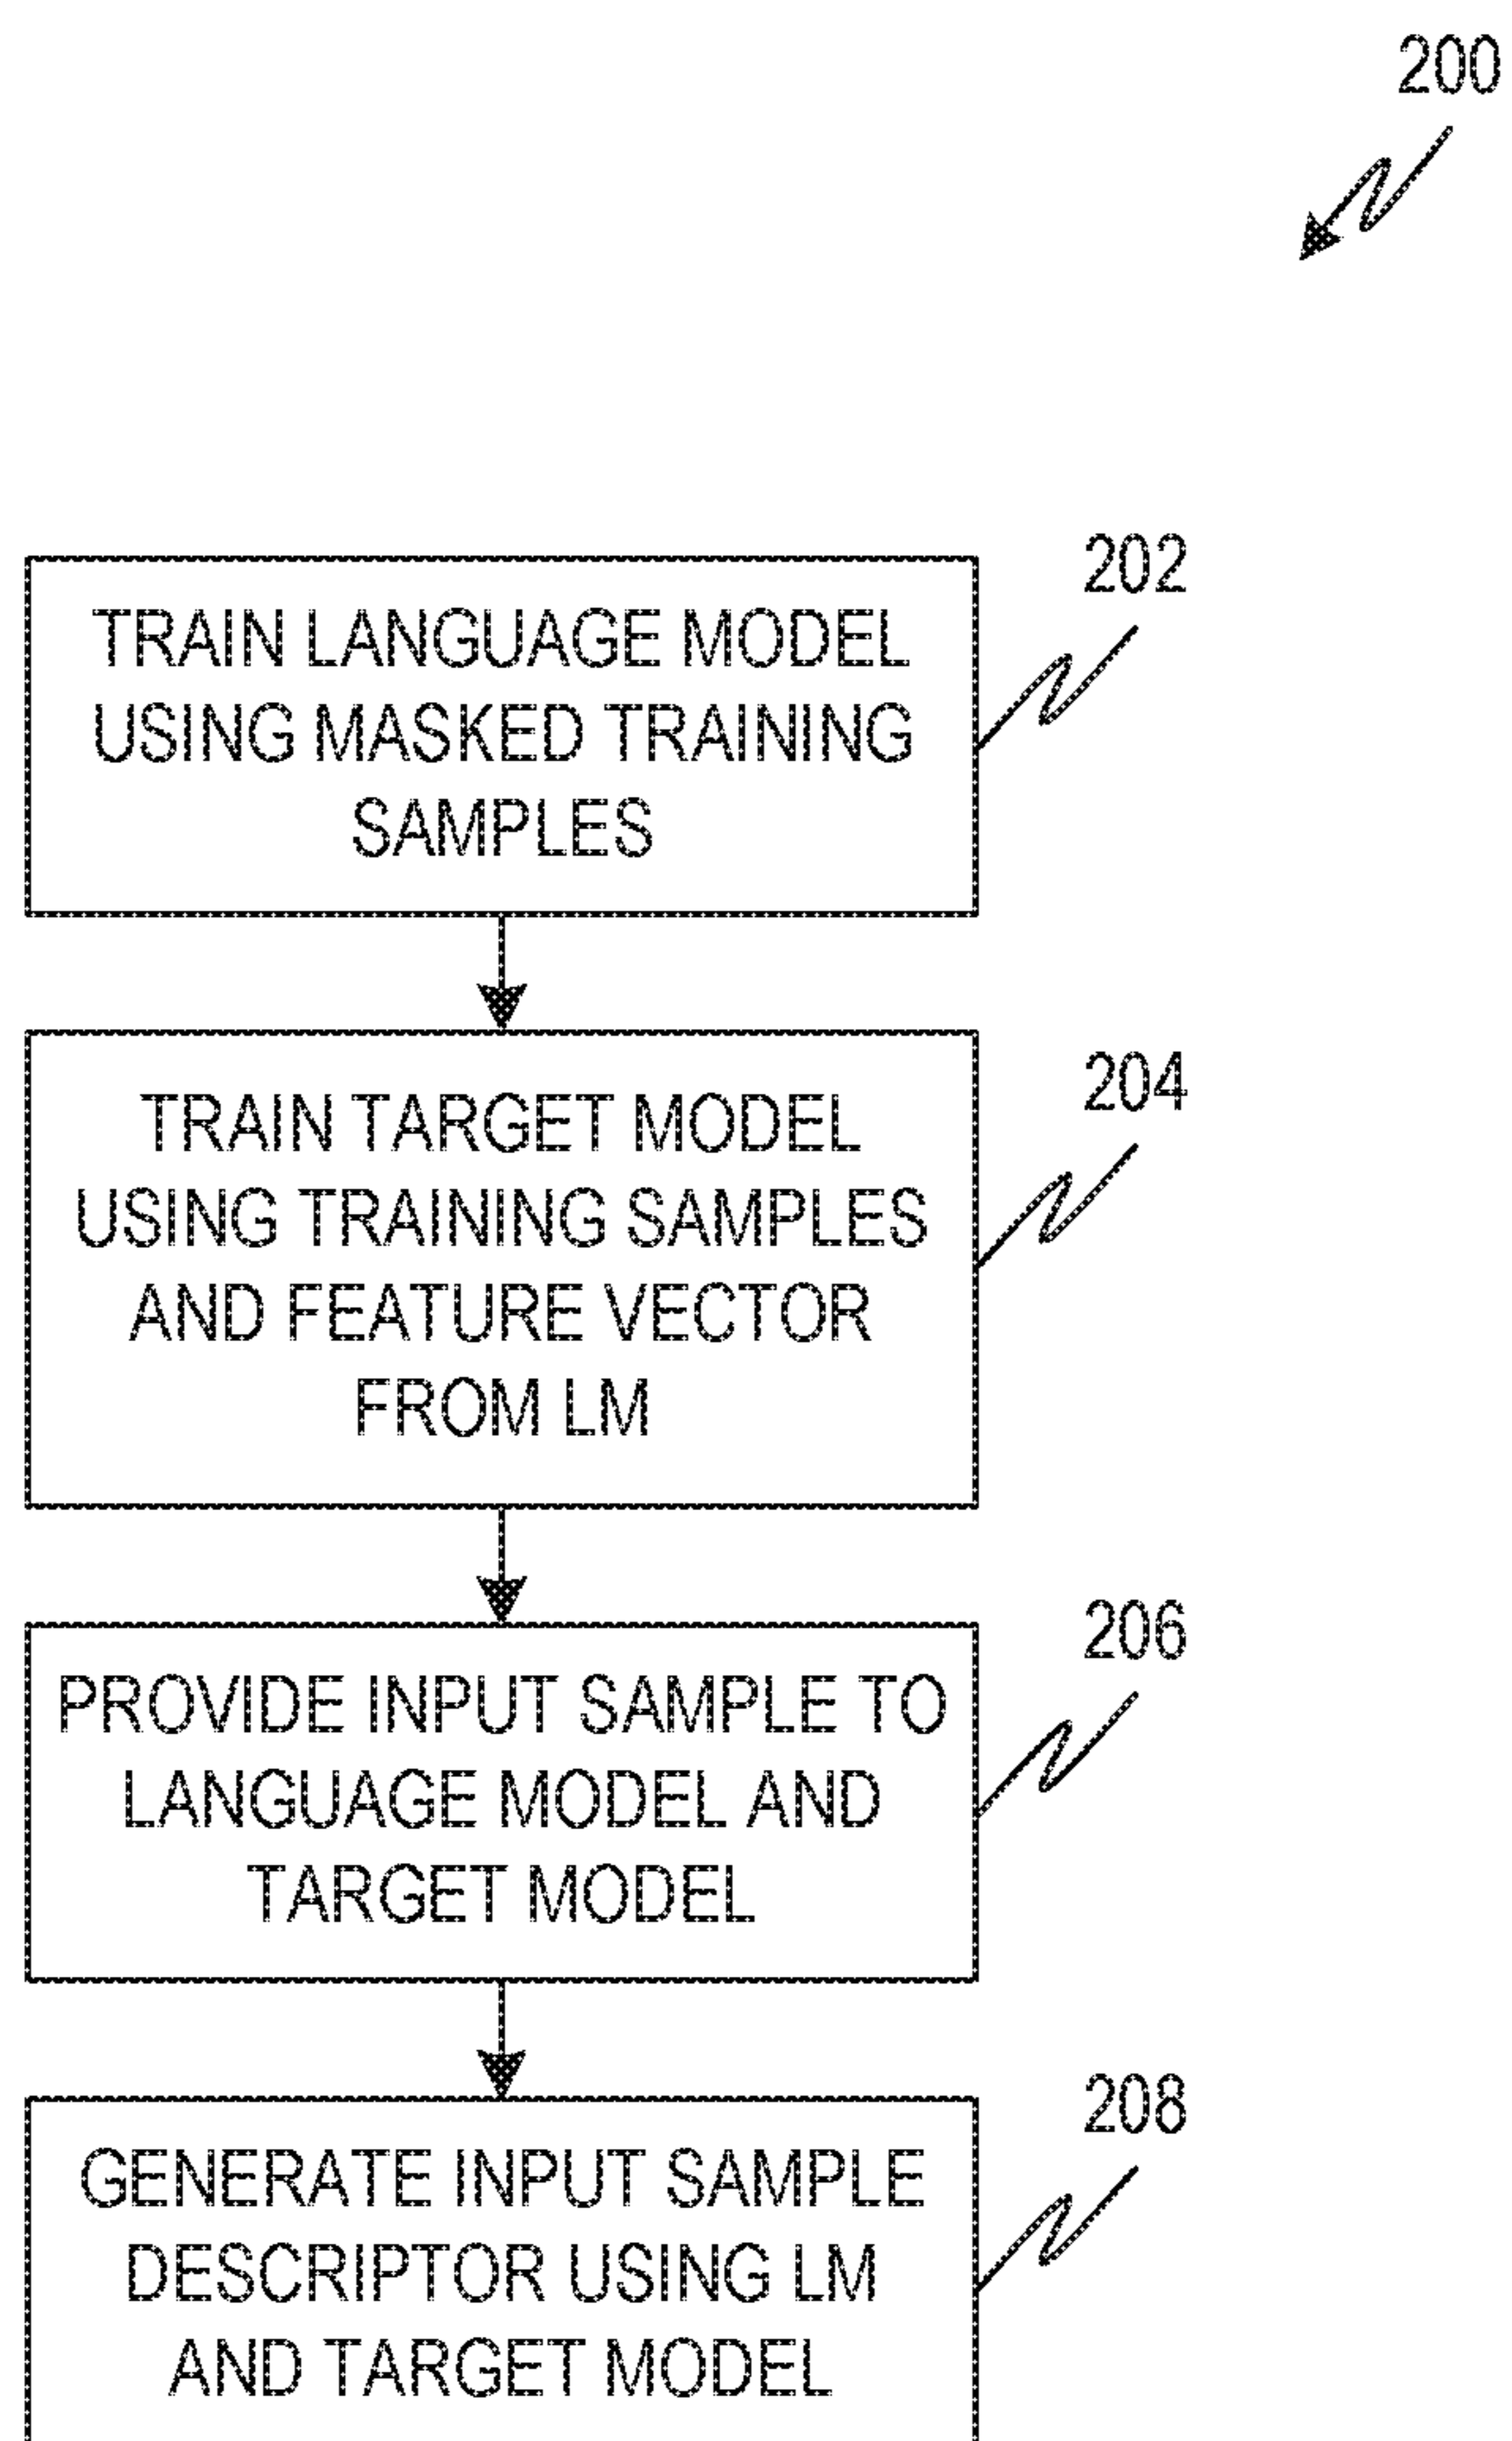 200
202
TRAIN LANGUAGE MODEL
USING MASKED TRAINING
SAMPLES
204
TRAIN TARGET MODEL
USING TRAINING SAMPLES
AND FEATURE VECTOR
FROM LM
206
PROVIDE INPUT SAMPLE TO
LANGUAGE MODEL AND
TARGET MODEL
208
GENERATE INPUT SAMPLE
DESCRIPTOR USING LM
AND TARGET MODEL